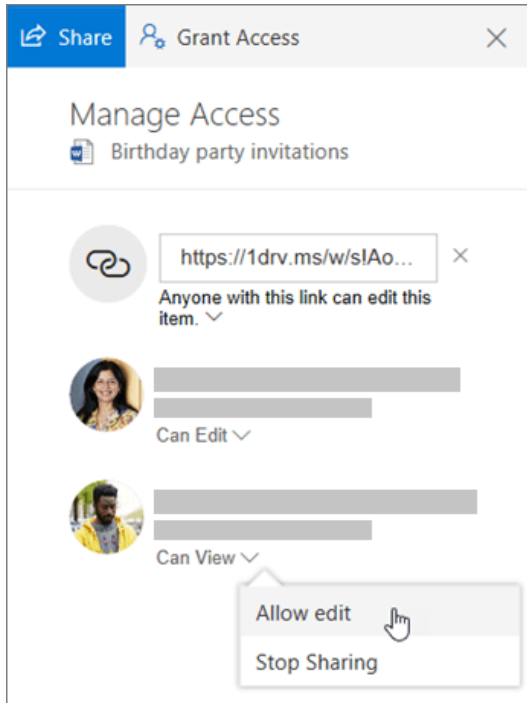 Share
Grant Access
Manage Access
Birthday party invitations
https://1drv.ms/w/s!Ao...
Anyone with this link can edit this
item.
Can Edit
Can View
Allow edit
Stop Sharing